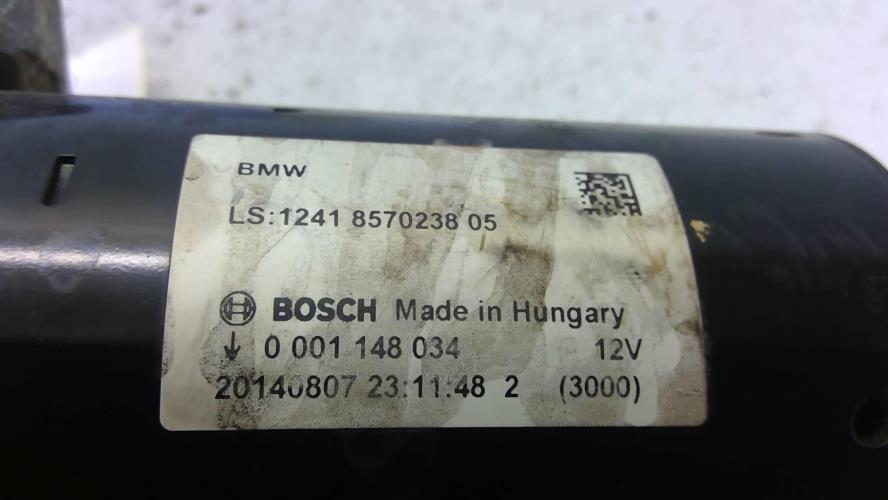 BMW
LS:1241 8570238 05
BOSCH Made in Hungary
↓ 0 001 148 034 12V
20140807 23:11:48 2 (3000)